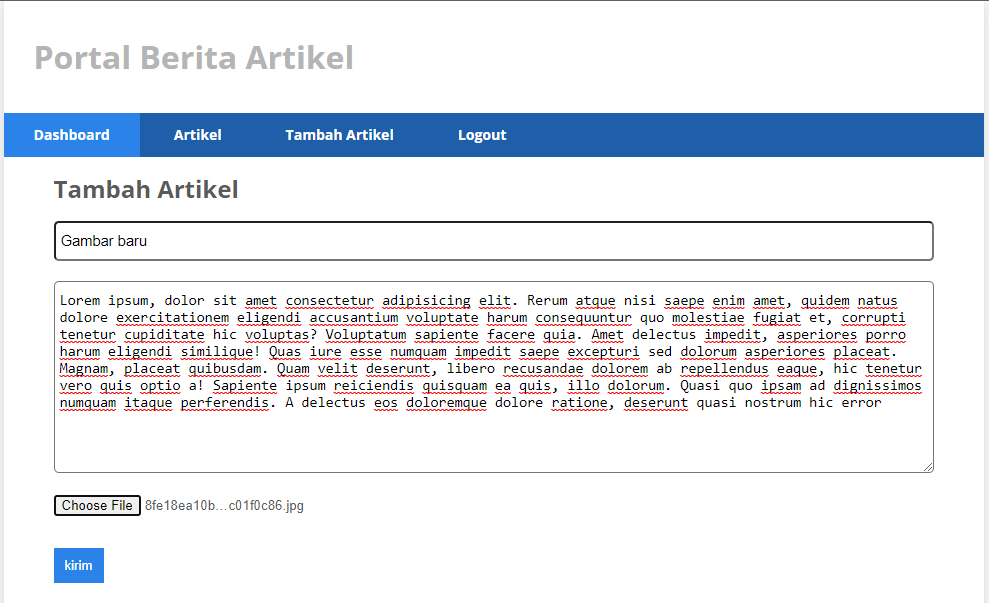 Portal Berita Artikel
Dashboard Artikel Tambah Artikel Logout
Tambah Artikel
Gambar baru
Lorem ipsum, dolor sit amet consectetur adipisicing elit. Rerum atque nisi saepe enim amet, quidem natus
dolore exercitationem eligendi accusantium voluptate harum consequuntur quo molestiae fugiat et, corrupti
tenetur cupiditate hic voluptas? Voluptatum sapiente facere quia. Amet delectus impedit, asperiores porro
harum eligendi similique! Quas iure esse numquam impedit saepe excepturi sed dolorum asperiores placeat.
Magnam, placeat quibusdam. Quam velit deserunt, libero recusandae dolorem ab repellendus eaque, hic tenetur
vero quis optio a! Sapiente ipsum reiciendis quisquam ea quis, illo dolorum. Quasi quo ipsam ad dignissimos
numquam itaque perferendis. A delectus eos doloremque dolore ratione, deserunt quasi nostrum hic error
Choose File 8fe18ea10b...c01f0c86.jpg
kirim